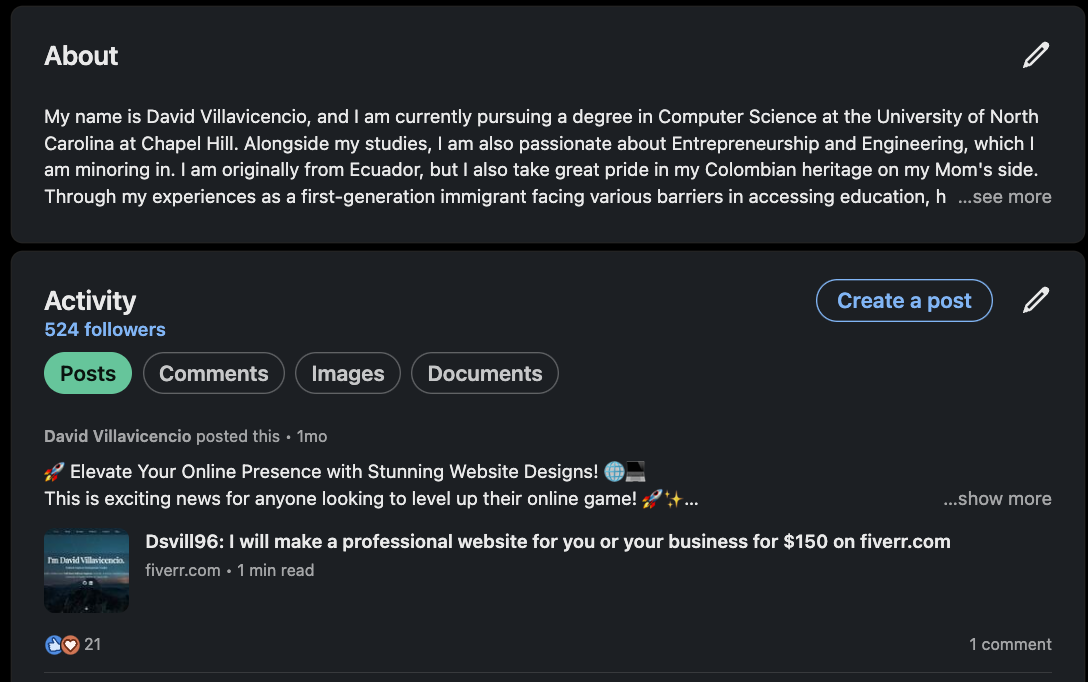 About
My name is David Villavicencio, and I am currently pursuing a degree in Computer Science at the University of North
Carolina at Chapel Hill. Alongside my studies, I am also passionate about Entrepreneurship and Engineering, which I
am minoring in. I am originally from Ecuador, but I also take great pride in my Colombian heritage on my Mom's side.
Through my experiences as a first-generation immigrant facing various barriers in accessing education, h ...see more
Activity
Create a post
524 followers
Posts Comments Images Documents
David Villavicencio posted this • 1mo
🚀 Elevate Your Online Presence with Stunning Website Designs! 🌐💻
This is exciting news for anyone looking to level up their online game! 🚀✨... ...show more
I'm David Villavicencio.
Dsvill96: I will make a professional website for you or your business for $150 on fiverr.com
fiverr.com • 1 min read
21
1 comment